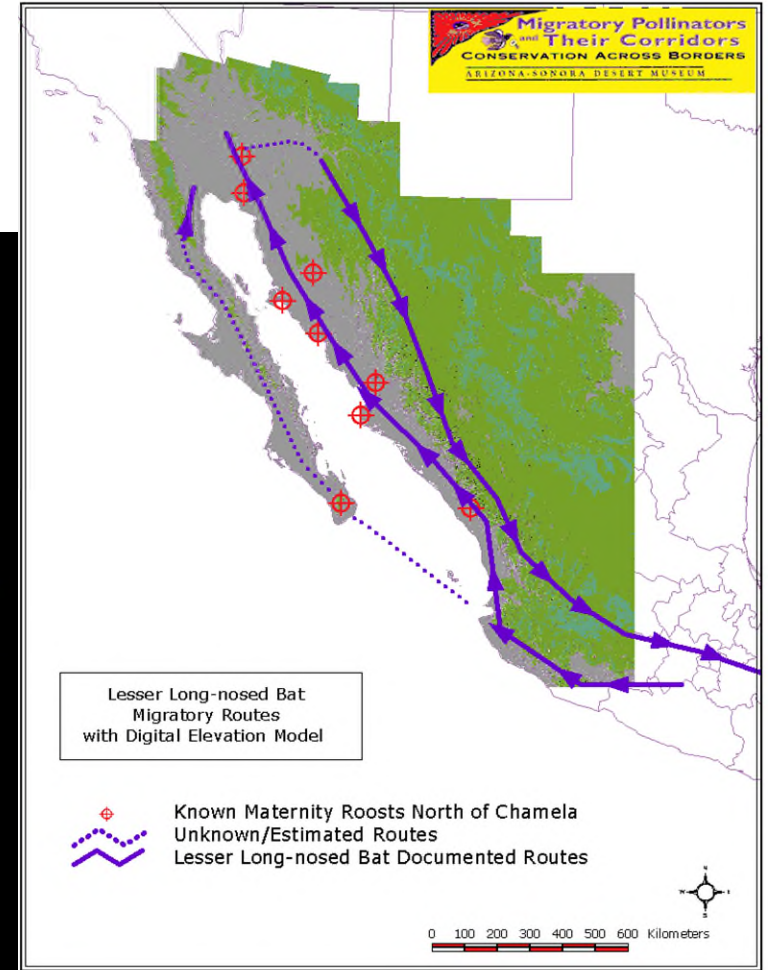 Migratory Pollinators
and Their Corridors
CONSERVATION ACROSS BORDERS
ARIZONA-SONORA DESERT MUSEUM
Lesser Long-nosed Bat
Migratory Routes
with Digital Elevation Model
Known Maternity Roosts North of Chamela
Unknown/Estimated Routes
Lesser Long-nosed Bat Documented Routes
N
W
S
0 100 200 300 400 500 600 Kilometers